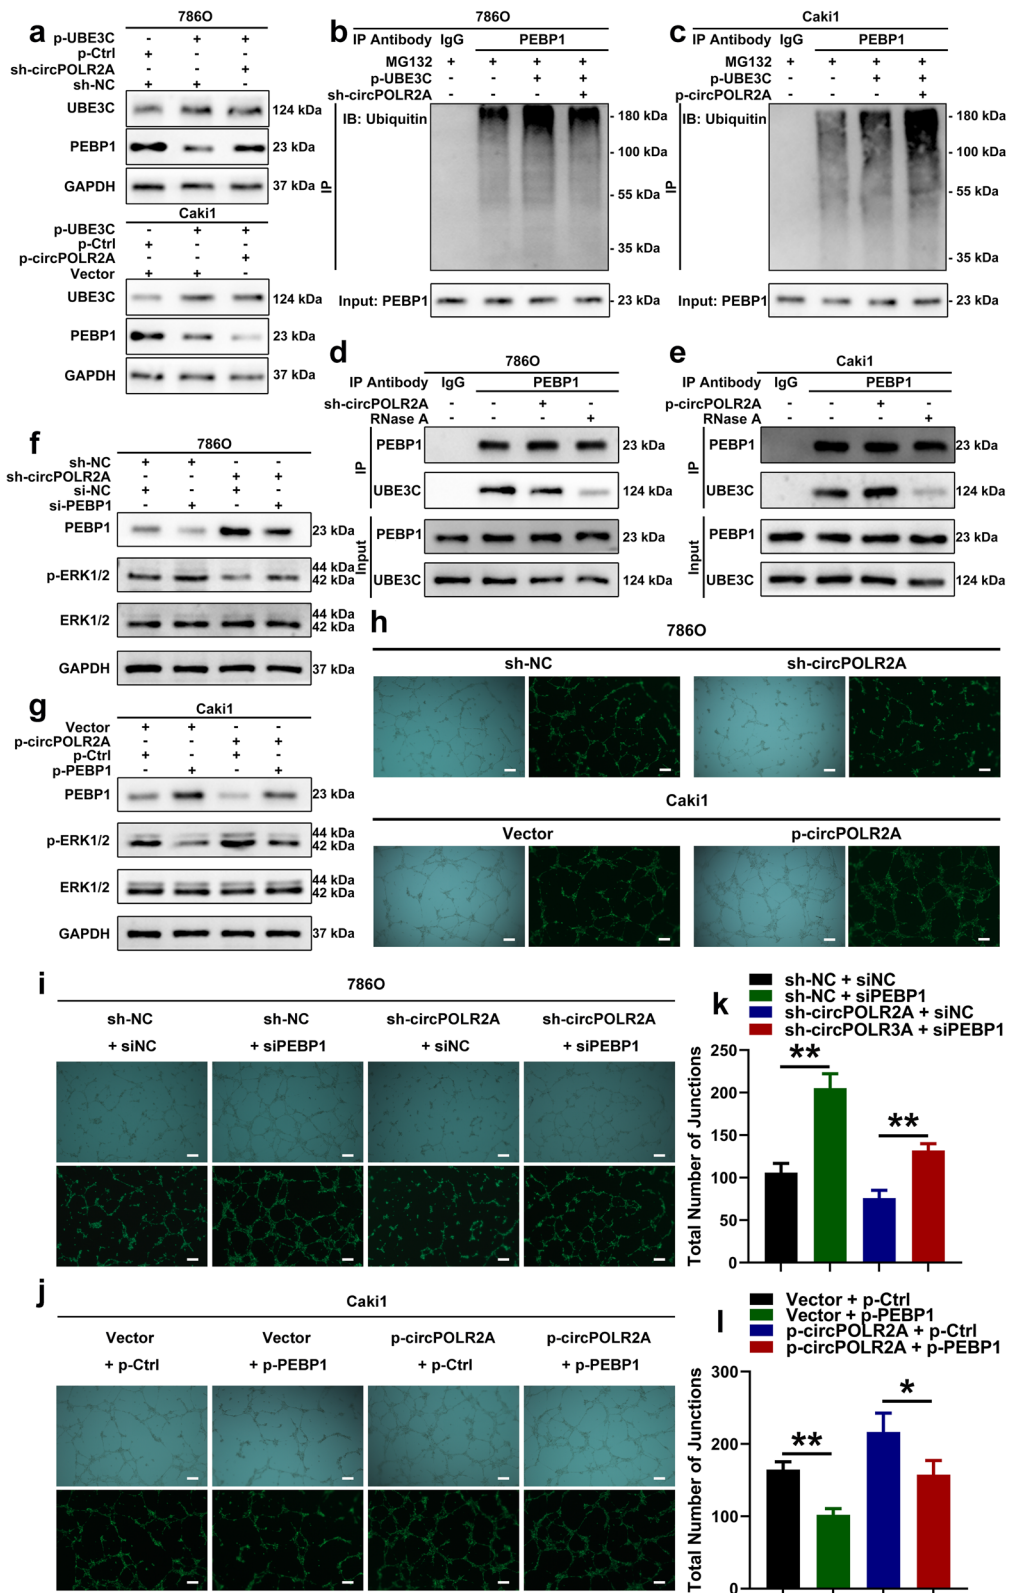 a
786O
p-UBE3C - + +
p-Ctrl + - -
sh-circPOLR2A - - +
sh-NC + + -
UBE3C 124 kDa
PEBP1 23 kDa
GAPDH 37 kDa
Caki1
p-UBE3C - + +
p-Ctrl + - -
p-circPOLR2A - - +
Vector + + -
UBE3C 124 kDa
PEBP1 23 kDa
GAPDH 37 kDa
b
786O
IP Antibody IgG PEBP1
MG132 + + + +
p-UBE3C - - + +
sh-circPOLR2A - - - +
IB: Ubiquitin
IP
- 180 kDa
- 100 kDa
- 55 kDa
- 35 kDa
Input: PEBP1 - 23 kDa
c
Caki1
IP Antibody IgG PEBP1
MG132 + + + +
p-UBE3C - - + +
p-circPOLR2A - - - +
IB: Ubiquitin
IP
- 180 kDa
- 100 kDa
- 55 kDa
- 35 kDa
Input: PEBP1 - 23 kDa
d
786O
IP Antibody IgG PEBP1
sh-circPOLR2A - - + -
RNase A - - - +
IP
PEBP1 23 kDa
UBE3C 124 kDa
Input
PEBP1 23 kDa
UBE3C 124 kDa
e
Caki1
IP Antibody IgG PEBP1
p-circPOLR2A - - + -
RNase A - - - +
IP
PEBP1 23 kDa
UBE3C 124 kDa
Input
PEBP1 23 kDa
UBE3C 124 kDa
f
786O
sh-NC + + - -
sh-circPOLR2A - - + +
si-NC + - + -
si-PEBP1 - + - +
PEBP1 23 kDa
p-ERK1/2 44 kDa
42 kDa
ERK1/2 44 kDa
42 kDa
GAPDH 37 kDa
g
Caki1
Vector + + - -
p-circPOLR2A - - + +
p-Ctrl + - + -
p-PEBP1 - + - +
PEBP1 23 kDa
p-ERK1/2 44 kDa
42 kDa
ERK1/2 44 kDa
42 kDa
GAPDH 37 kDa
h
786O
sh-NC sh-circPOLR2A
Caki1
Vector p-circPOLR2A
i
786O
sh-NC sh-NC sh-circPOLR2A sh-circPOLR2A
+ siNC + siPEBP1 + siNC + siPEBP1
j
Caki1
Vector Vector p-circPOLR2A p-circPOLR2A
+ p-Ctrl + p-PEBP1 + p-Ctrl + p-PEBP1
k
sh-NC + siNC
sh-NC + siPEBP1
sh-circPOLR2A + siNC
sh-circPOLR3A + siPEBP1
Total Number of Junctions
250
200
150
100
50
0
**
**
l
Vector + p-Ctrl
Vector + p-PEBP1
p-circPOLR2A + p-Ctrl
p-circPOLR2A + p-PEBP1
Total Number of Junctions
300
200
100
0
**
*